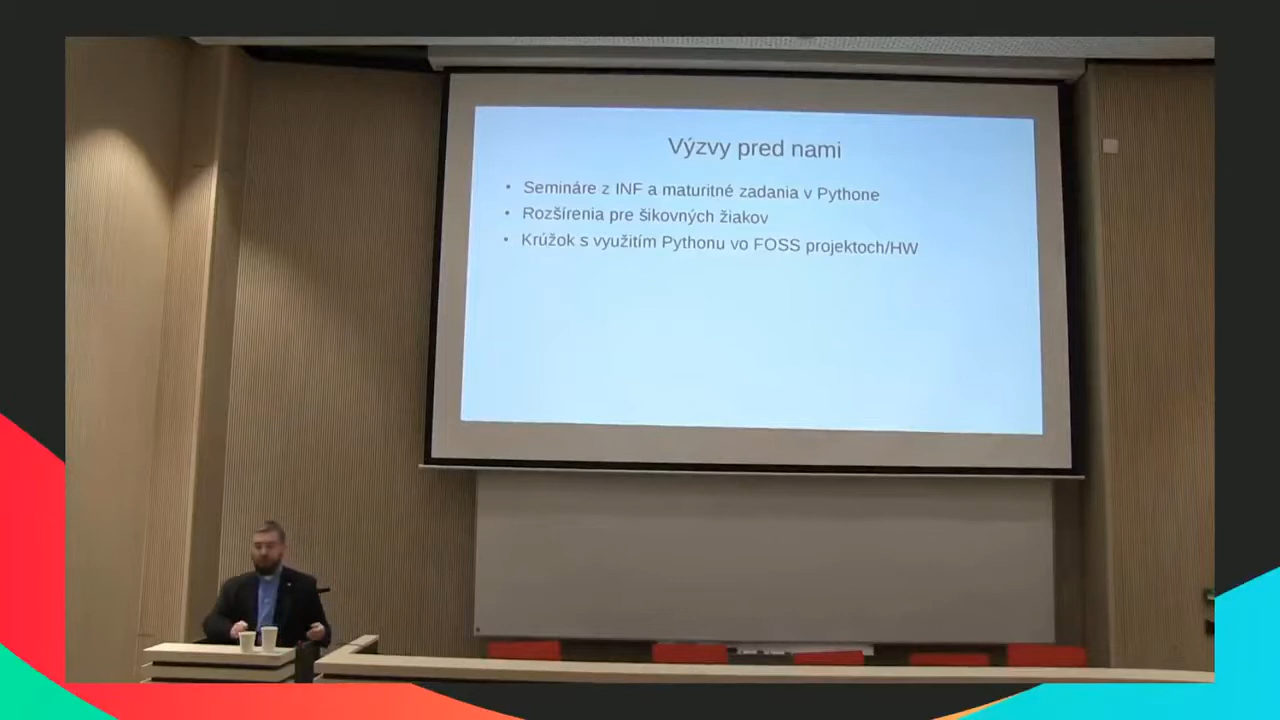 Výzvy pred nami
• Semináre z INF a maturitné zadania v Pythone
• Rozšírenia pre šikovných žiakov
• Krúžok s využitím Pythonu vo FOSS projektoch/HW